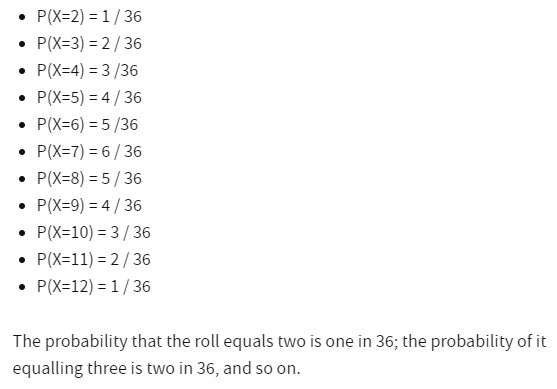 • P(X=2) = 1 / 36
• P(X=3) = 2 / 36
• P(X=4) = 3 /36
• P(X=5) = 4 / 36
• P(X=6) = 5 /36
• P(X=7) = 6 / 36
• P(X=8) = 5 / 36
• P(X=9) = 4 / 36
• P(X=10) = 3 / 36
• P(X=11) = 2 / 36
• P(X=12) = 1 / 36
The probability that the roll equals two is one in 36; the probability of it
equalling three is two in 36, and so on.